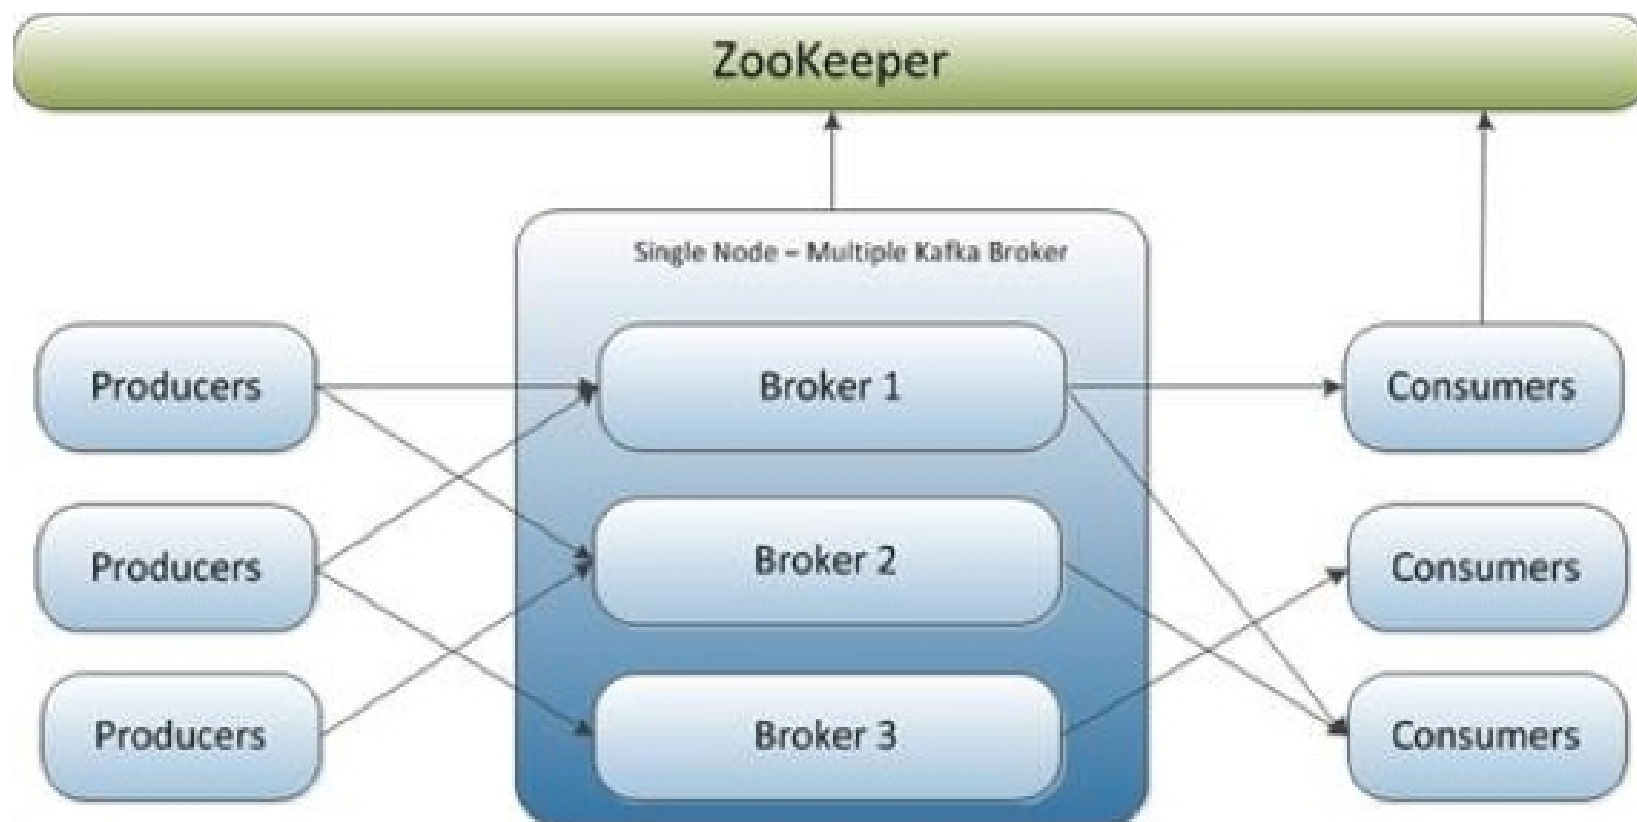 ZooKeeper
Single Node – Multiple Kafka Broker
Producers
Broker 1
Consumers
Producers
Broker 2
Consumers
Producers
Broker 3
Consumers